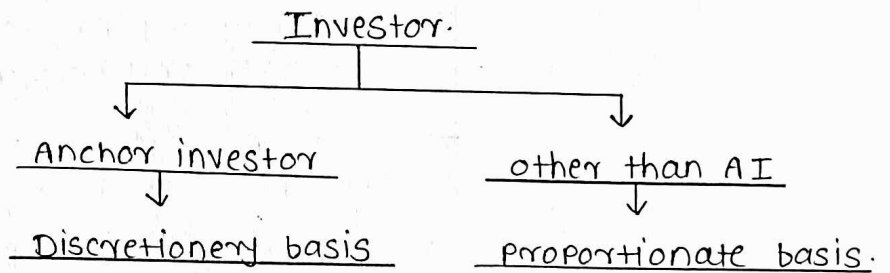 Investor.
Anchor investor
other than AI
Discretionery basis
proportionate basis.